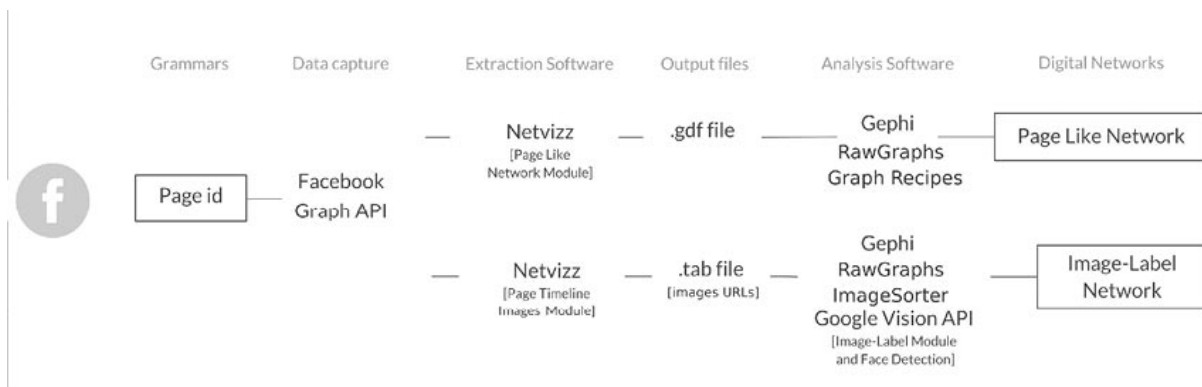 Grammars
Data capture
Extraction Software
Output files
Analysis Software
Digital Networks
f
Page id
Facebook
Graph API
Netvizz
[Page Like
Network Module]
.gdf file
Gephi
RawGraphs
Graph Recipes
Page Like Network
Netvizz
[Page Timeline
Images Module]
.tab file
[images URLs]
Gephi
RawGraphs
ImageSorter
Google Vision API
[Image-Label Module
and Face Detection]
Image-Label
Network